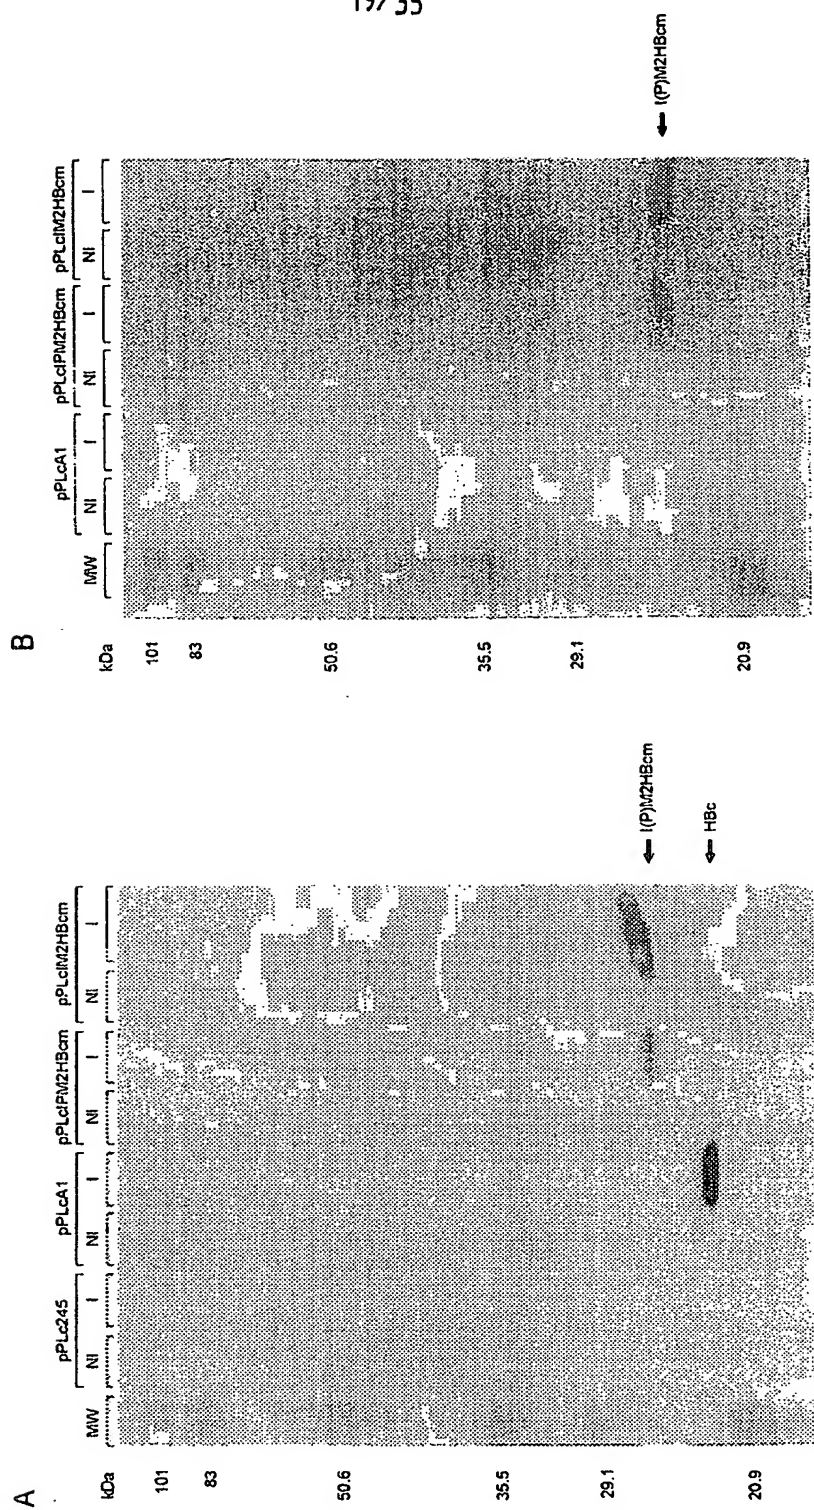 19/35
A
MW
pPLc245
NI
I
pPLcA1
NI
I
pPLcIPM2HBcm
NI
I
pPLcIM2HBcm
NI
I
kDa
101
83
50.6
35.5
29.1
20.9
I(P)M2HBcm
HBc
B
MW
pPLcA1
NI
I
pPLcIPM2HBcm
NI
I
pPLcIM2HBcm
NI
I
kDa
101
83
50.6
35.5
29.1
20.9
I(P)M2HBcm